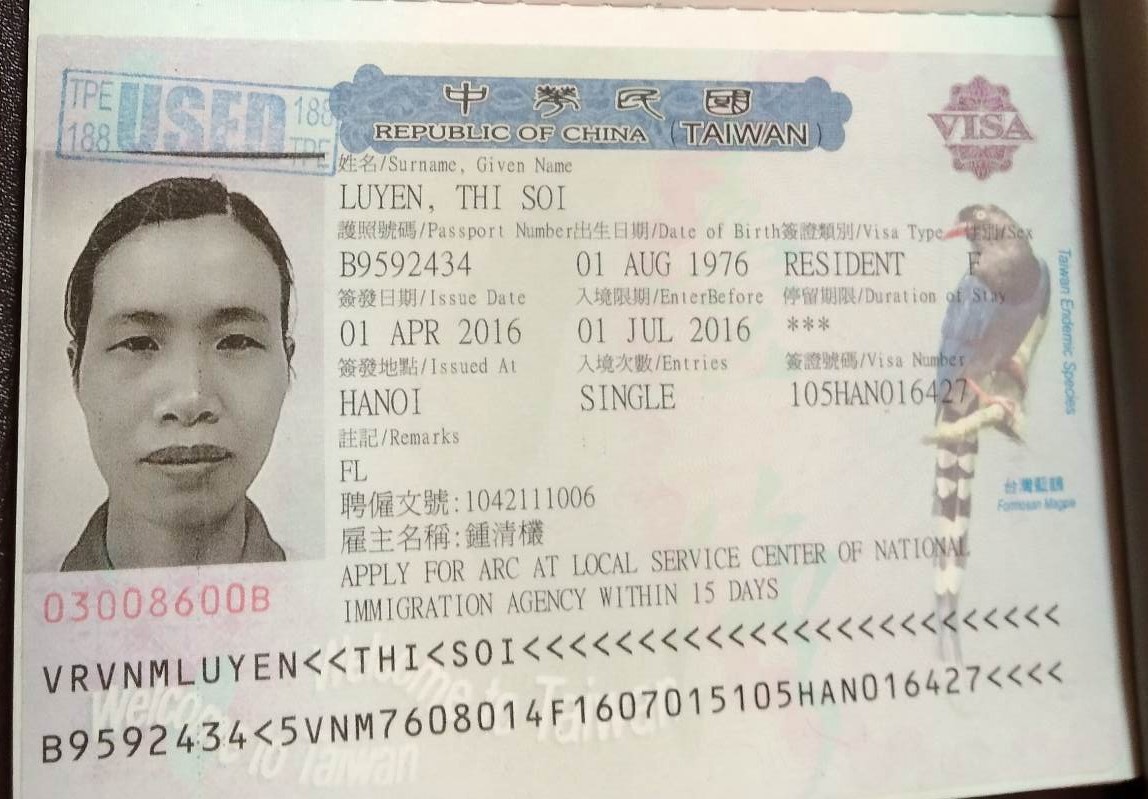 TPE USED 188
188 TPE
中華民國
REPUBLIC OF CHINA (TAIWAN)
VISA
姓名/Surname, Given Name
LUYEN, THI SOI
護照號碼/Passport Number 出生日期/Date of Birth 簽證類別/Visa Type 性別/Sex
B9592434 01 AUG 1976 RESIDENT F
簽發日期/Issue Date 入境限期/EnterBefore 停留期限/Duration of Stay
01 APR 2016 01 JUL 2016 ***
簽發地點/Issued At 入境次數/Entries 簽證號碼/Visa Number
HANOI SINGLE 105HAN016427
註記/Remarks
FL
聘僱文號:1042111006
雇主名稱:鍾清
APPLY FOR ARC AT LOCAL SERVICE CENTER OF NATIONAL
IMMIGRATION AGENCY WITHIN 15 DAYS
Taiwan Endemic Species
台灣藍鵲
Formosan Magpie
03008600B
VRVNMLUYEN<<THI<SOI<<<<<<<<<<<<<<<<<<<<<<<<<
B9592434<5VNM7608014F1607015105HAN016427<<<<
Welcome to Taiwan
Welcome to Taiwan